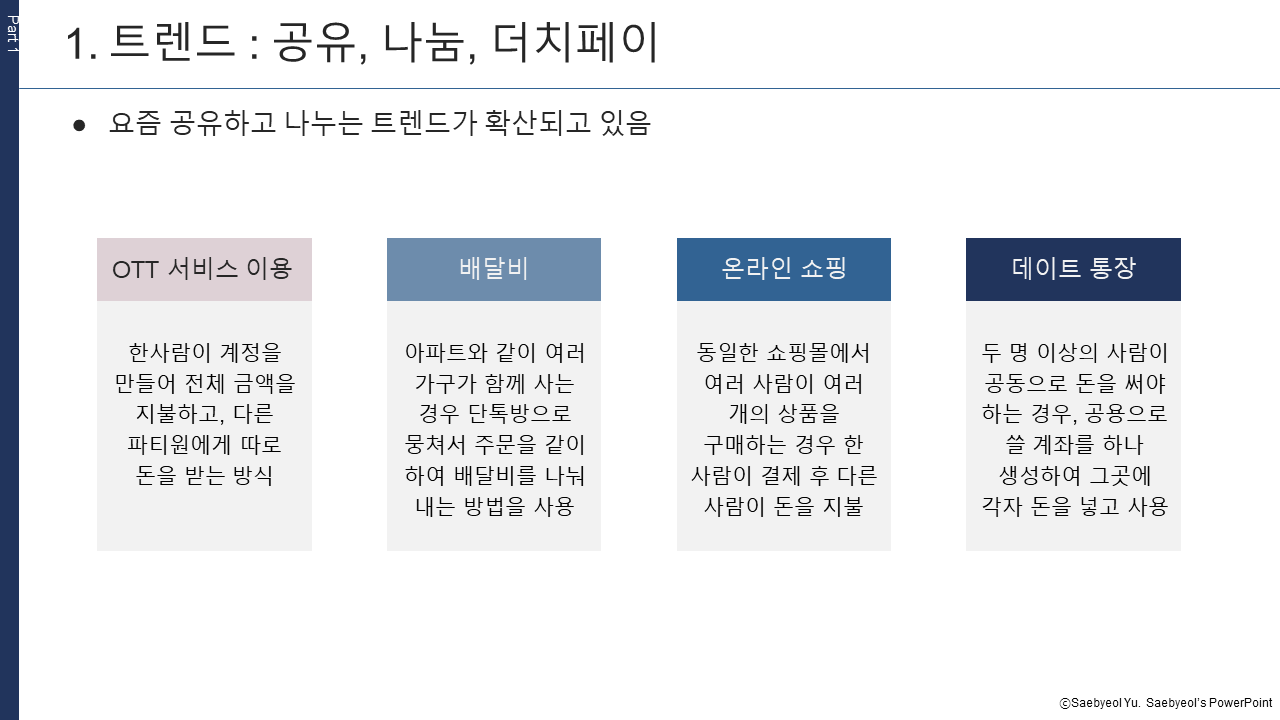 Part 1
1. 트렌드 : 공유, 나눔, 더치페이
● 요즘 공유하고 나누는 트렌드가 확산되고 있음
OTT 서비스 이용
한사람이 계정을
만들어 전체 금액을
지불하고, 다른
파티원에게 따로
돈을 받는 방식
배달비
아파트와 같이 여러
가구가 함께 사는
경우 단톡방으로
뭉쳐서 주문을 같이
하여 배달비를 나눠
내는 방법을 사용
온라인 쇼핑
동일한 쇼핑몰에서
여러 사람이 여러
개의 상품을
구매하는 경우 한
사람이 결제 후 다른
사람이 돈을 지불
데이트 통장
두 명 이상의 사람이
공동으로 돈을 써야
하는 경우, 공용으로
쓸 계좌를 하나
생성하여 그곳에
각자 돈을 넣고 사용
ⓒSaebyeol Yu. Saebyeol’s PowerPoint